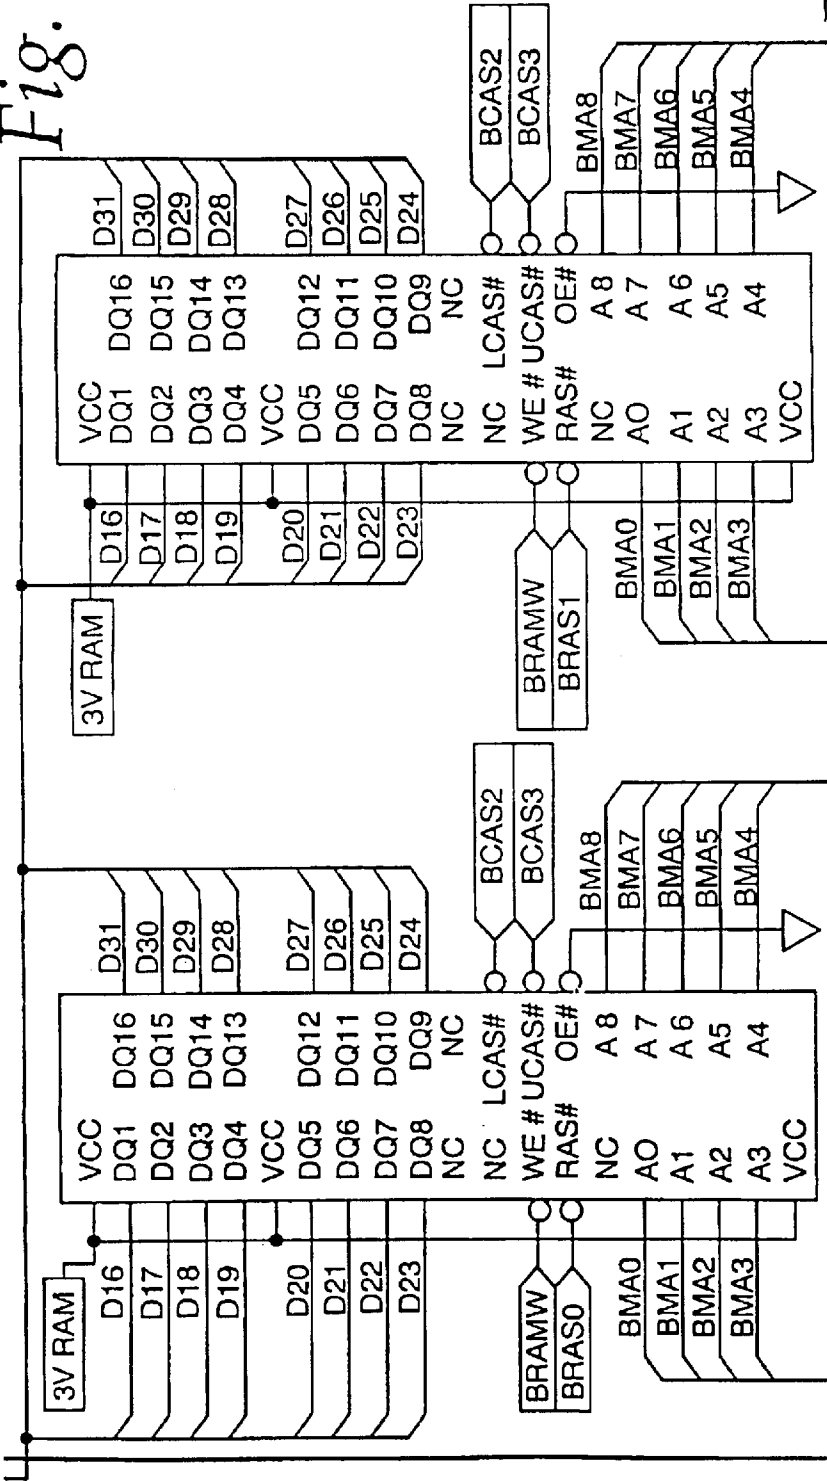 Fig.
3V RAM
D16
D17
D18
D19
D20
D21
D22
D23
BRAMW
BRAS0
BMA0
BMA1
BMA2
BMA3
VCC
DQ1 DQ16
DQ2 DQ15
DQ3 DQ14
DQ4 DQ13
VCC
DQ5 DQ12
DQ6 DQ11
DQ7 DQ10
DQ8 DQ9
NC NC
NC LCAS#
WE # UCAS#
RAS# OE#
NC A 8
AO A 7
A1 A 6
A2 A5
A3 A4
VCC
D31
D30
D29
D28
D27
D26
D25
D24
BCAS2
BCAS3
BMA8
BMA7
BMA6
BMA5
BMA4
3V RAM
D16
D17
D18
D19
D20
D21
D22
D23
BRAMW
BRAS1
BMA0
BMA1
BMA2
BMA3
VCC
DQ1 DQ16
DQ2 DQ15
DQ3 DQ14
DQ4 DQ13
VCC
DQ5 DQ12
DQ6 DQ11
DQ7 DQ10
DQ8 DQ9
NC NC
NC LCAS#
WE # UCAS#
RAS# OE#
NC A 8
AO A 7
A1 A 6
A2 A5
A3 A4
VCC
D31
D30
D29
D28
D27
D26
D25
D24
BCAS2
BCAS3
BMA8
BMA7
BMA6
BMA5
BMA4